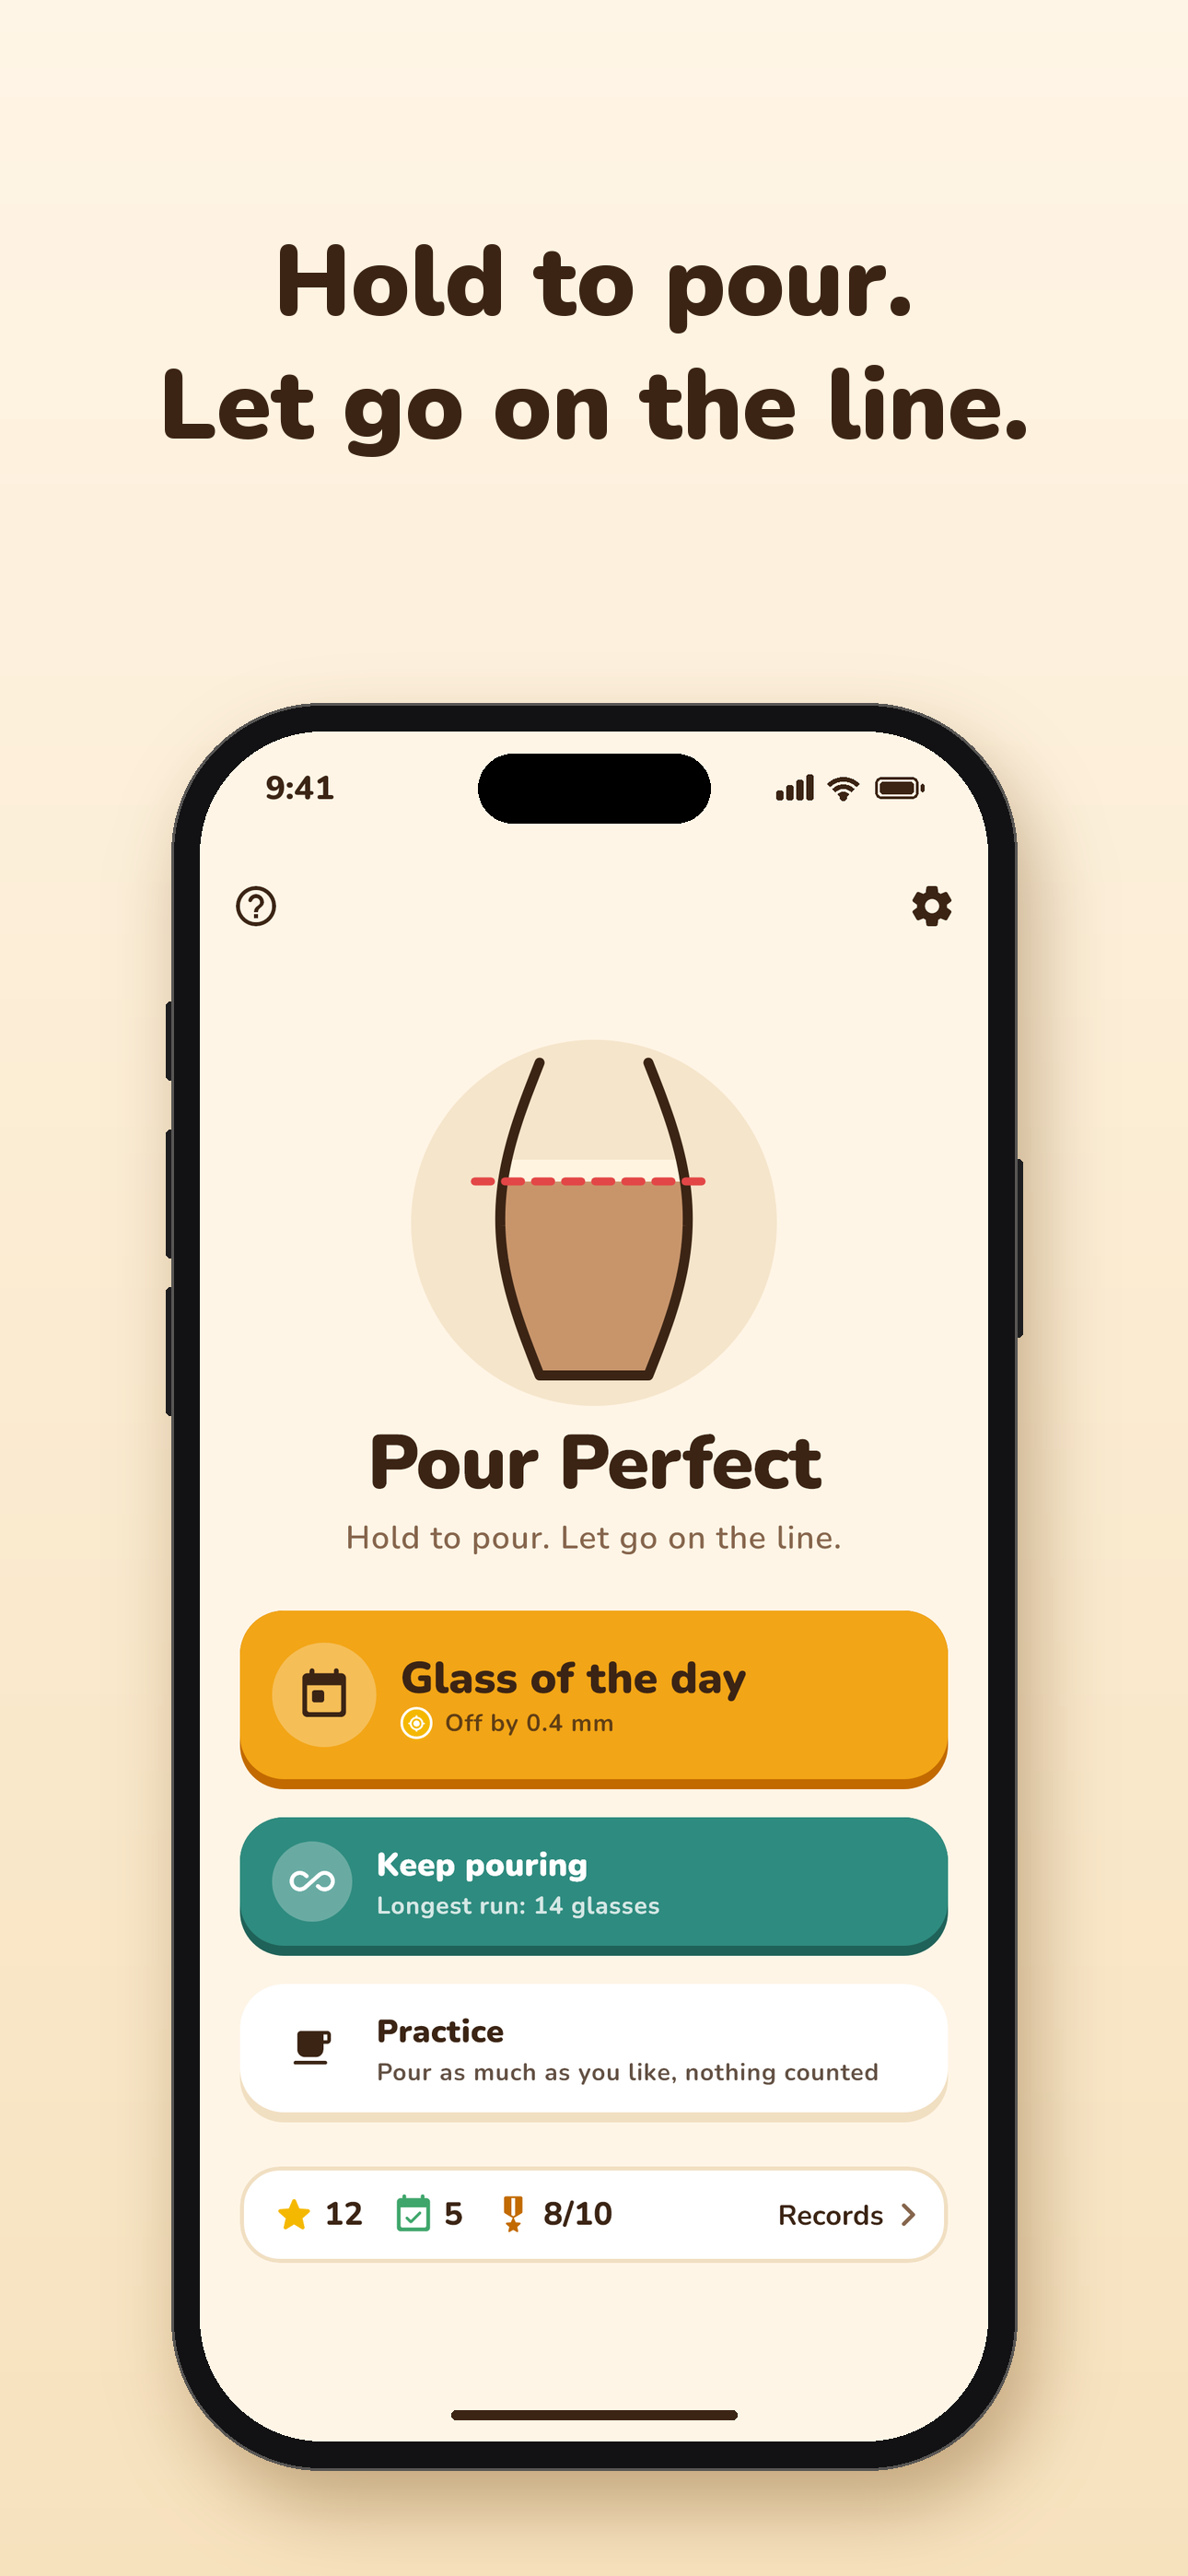 Hold to pour.
Let go on the line.
9:41
Pour Perfect
Hold to pour. Let go on the line.
Glass of the day
Off by 0.4 mm
Keep pouring
Longest run: 14 glasses
Practice
Pour as much as you like, nothing counted
12 5 8/10 Records